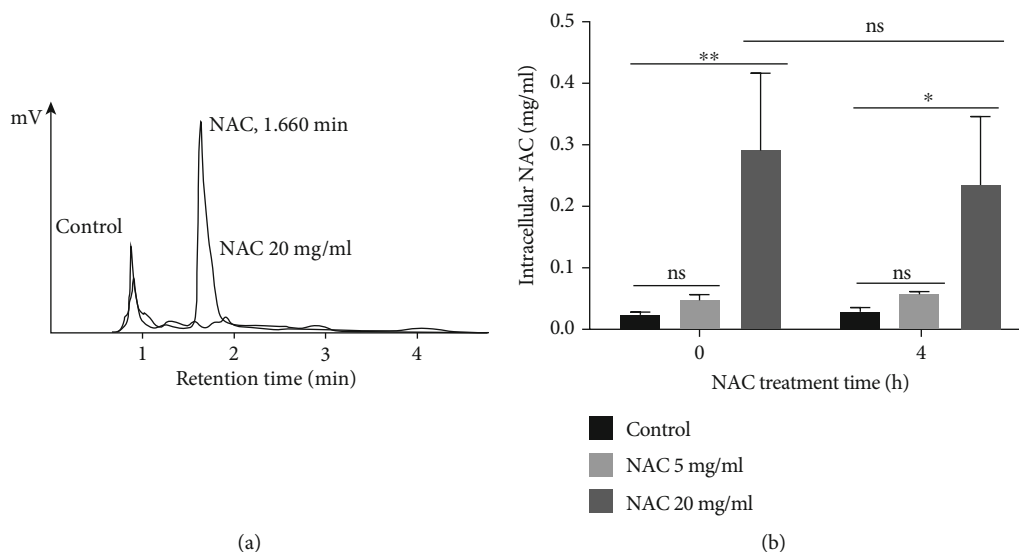 mV
NAC, 1.660 min
Control
NAC 20 mg/ml
1 2 3 4
Retention time (min)
(a)
Intracellular NAC (mg/ml)
0.5
0.4
0.3
0.2
0.1
0.0
ns
**
*
ns
ns
0 4
NAC treatment time (h)
Control
NAC 5 mg/ml
NAC 20 mg/ml
(b)